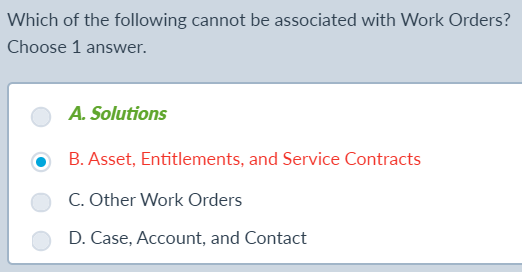 Which of the following cannot be associated with Work Orders?
Choose 1 answer.
A. Solutions
B. Asset, Entitlements, and Service Contracts
C. Other Work Orders
D. Case, Account, and Contact